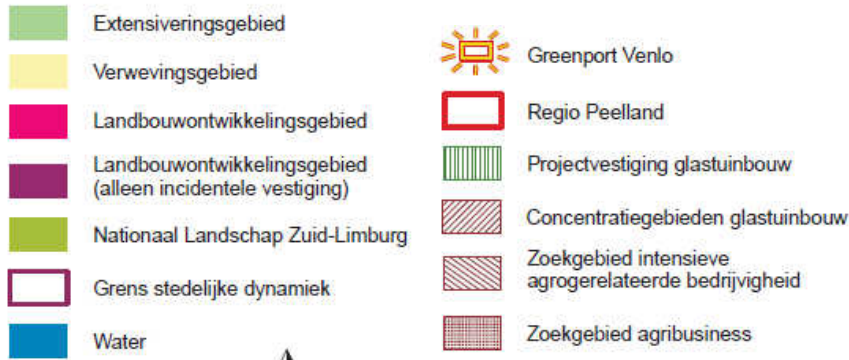 Extensiveringsgebied
Verwevingsgebied
Landbouwontwikkelingsgebied
Landbouwontwikkelingsgebied
(alleen incidentele vestiging)
Nationaal Landschap Zuid-Limburg
Grens stedelijke dynamiek
Water
Greenport Venlo
Regio Peelland
Projectvestiging glastuinbouw
Concentratiegebieden glastuinbouw
Zoekgebied intensieve
agrogerelateerde bedrijvigheid
Zoekgebied agribusiness